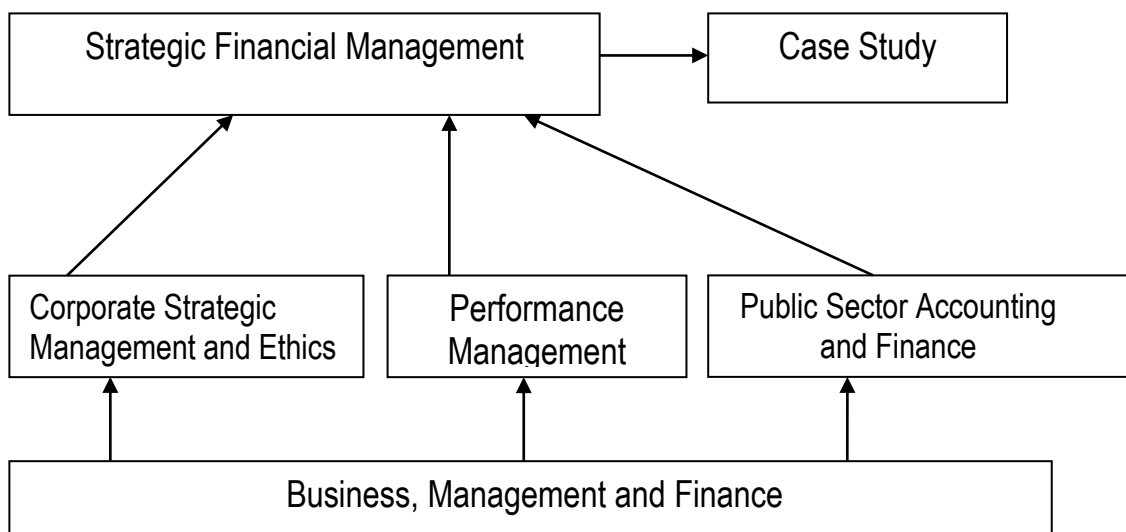 Strategic Financial Management
Case Study
Corporate Strategic
Management and Ethics
Performance
Management
Public Sector Accounting
and Finance
Business, Management and Finance